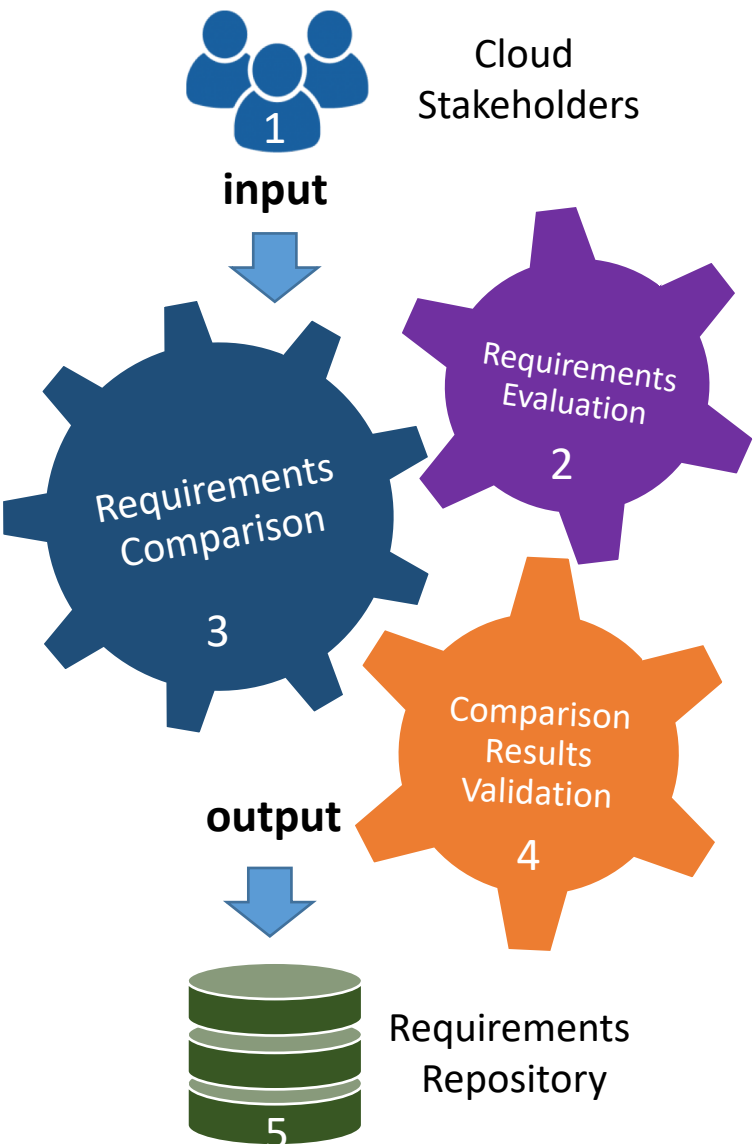 Cloud
Stakeholders
1
input
Requirements
Evaluation
2
Requirements
Comparison
3
Comparison
Results
Validation
4
output
Requirements
Repository
5